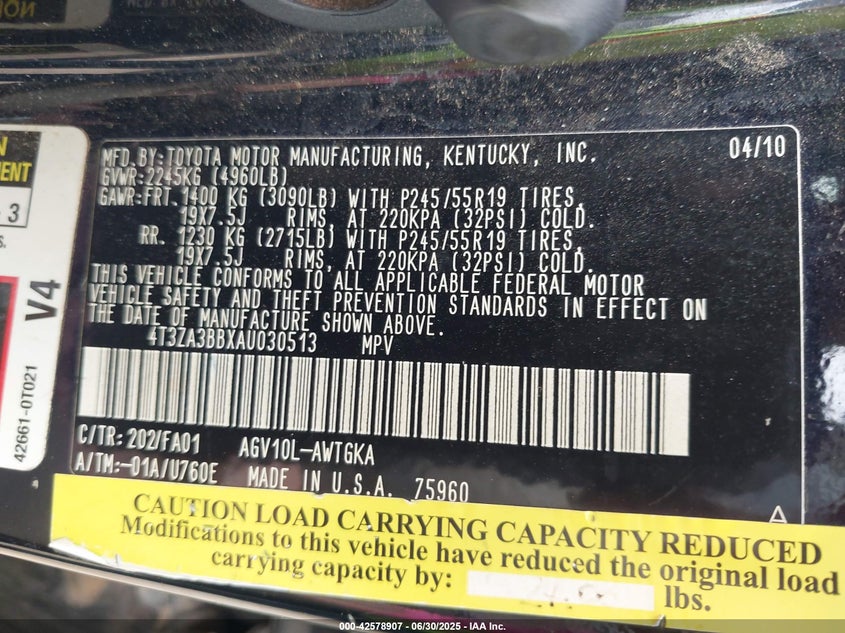 MFD. BY: TOYOTA MOTOR MANUFACTURING, KENTUCKY, INC. 04/10
GVWR: 2245KG (4960LB)
GAWR: FRT. 1400 KG (3090LB) WITH P245/55R19 TIRES,
19X7.5J RIMS, AT 220KPA (32PSI) COLD.
RR. 1230 KG (2715LB) WITH P245/55R19 TIRES,
19X7.5J RIMS, AT 220KPA (32PSI) COLD.
THIS VEHICLE CONFORMS TO ALL APPLICABLE FEDERAL MOTOR
VEHICLE SAFETY AND THEFT PREVENTION STANDARDS IN EFFECT ON
THE DATE OF MANUFACTURE SHOWN ABOVE.
4T3ZA3BBXAU030513 MPV
C/TR: 202/FA01 AGV10L-AWTGKA
A/TM:-01A/U760E MADE IN U.S.A. 75960
3
V4
42661-0T021
CAUTION LOAD CARRYING CAPACITY REDUCED
Modifications to this vehicle have reduced the original load
carrying capacity by: lbs.
000-42578907 - 06/30/2025 - IAA Inc.